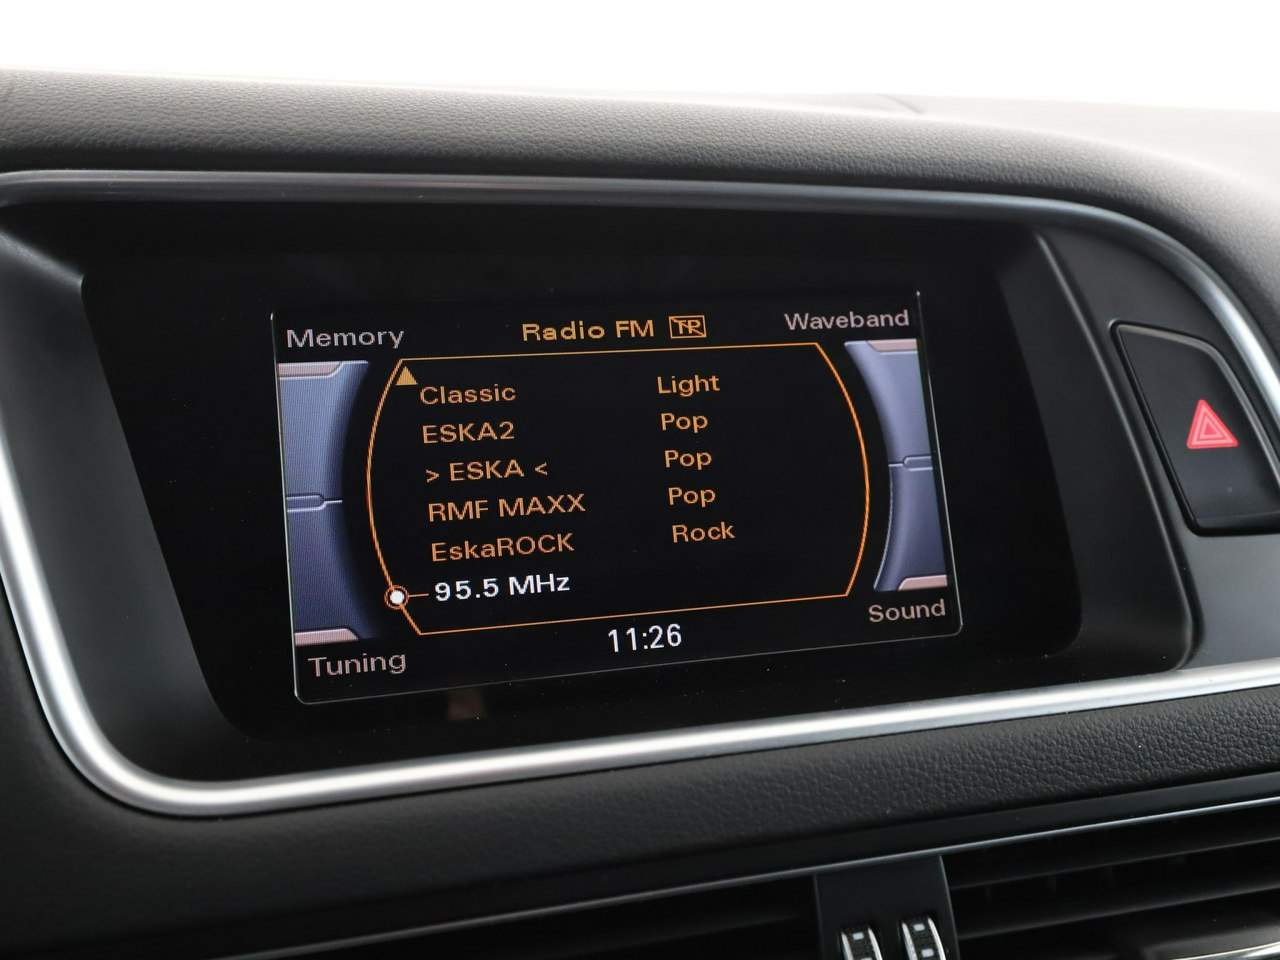 Memory Radio FM TP Waveband
Classic Light
ESKA2 Pop
> ESKA < Pop
RMF MAXX Pop
EskaROCK Rock
95.5 MHz
Tuning 11:26 Sound